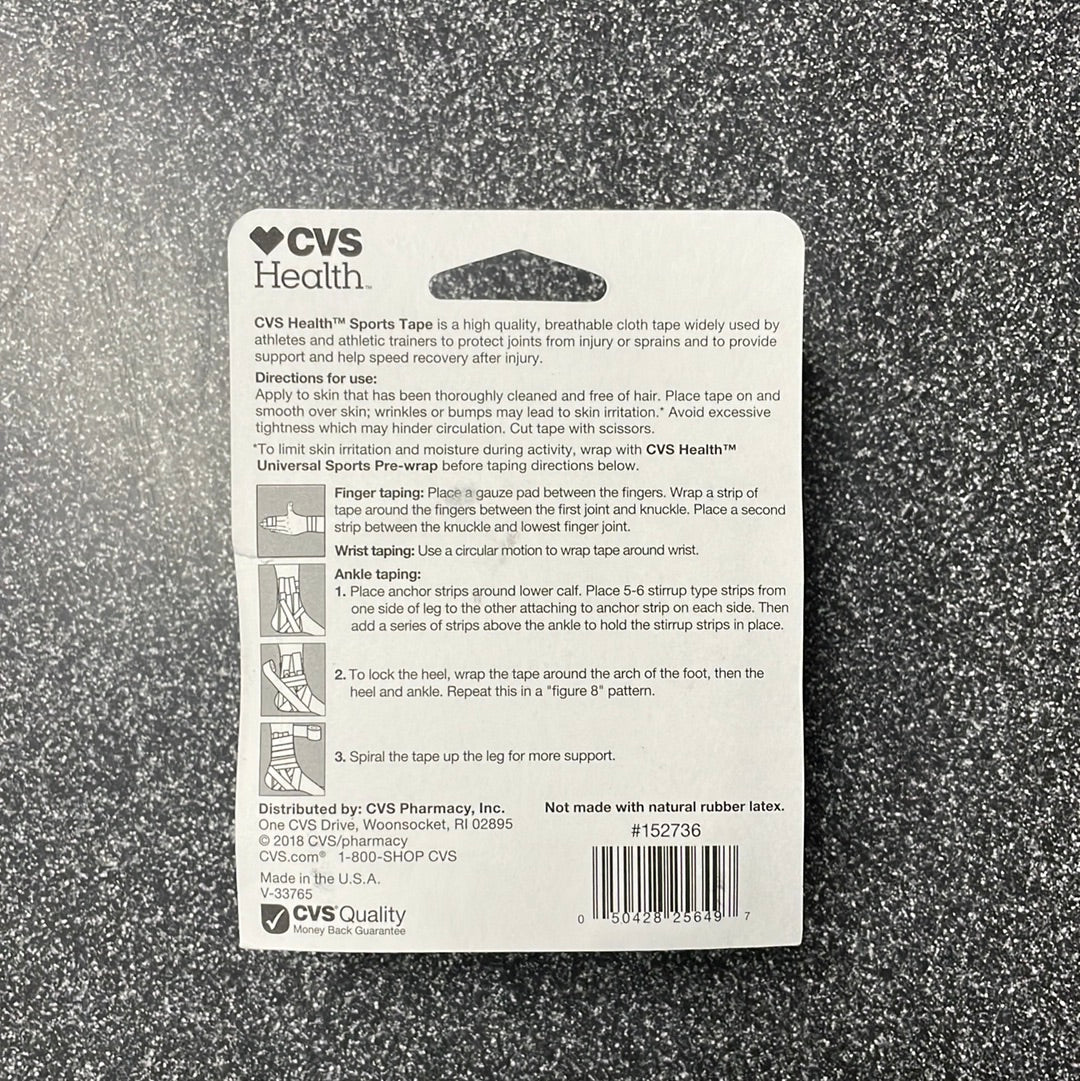 CVS
Health™
CVS Health™ Sports Tape is a high quality, breathable cloth tape widely used by
athletes and athletic trainers to protect joints from injury or sprains and to provide
support and help speed recovery after injury.
Directions for use:
Apply to skin that has been thoroughly cleaned and free of hair. Place tape on and
smooth over skin; wrinkles or bumps may lead to skin irritation.* Avoid excessive
tightness which may hinder circulation. Cut tape with scissors.
*To limit skin irritation and moisture during activity, wrap with CVS Health™
Universal Sports Pre-wrap before taping directions below.
Finger taping: Place a gauze pad between the fingers. Wrap a strip of
tape around the fingers between the first joint and knuckle. Place a second
strip between the knuckle and lowest finger joint.
Wrist taping: Use a circular motion to wrap tape around wrist.
Ankle taping:
1. Place anchor strips around lower calf. Place 5-6 stirrup type strips from
one side of leg to the other attaching to anchor strip on each side. Then
add a series of strips above the ankle to hold the stirrup strips in place.
2. To lock the heel, wrap the tape around the arch of the foot, then the
heel and ankle. Repeat this in a "figure 8" pattern.
3. Spiral the tape up the leg for more support.
Distributed by: CVS Pharmacy, Inc.
One CVS Drive, Woonsocket, RI 02895
© 2018 CVS/pharmacy
CVS.com® 1-800-SHOP CVS
Made in the U.S.A.
V-33765
CVS® Quality
Money Back Guarantee
Not made with natural rubber latex.
#152736
0 50428 25649 7